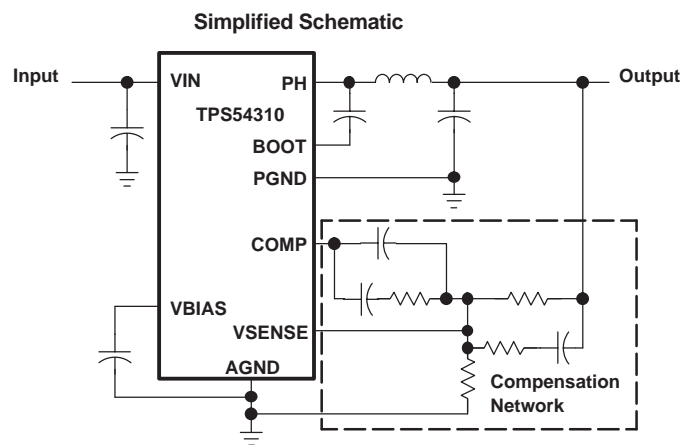 Simplified Schematic
Input
VIN
PH
Output
TPS54310
BOOT
PGND
COMP
VBIAS
VSENSE
AGND
Compensation
Network